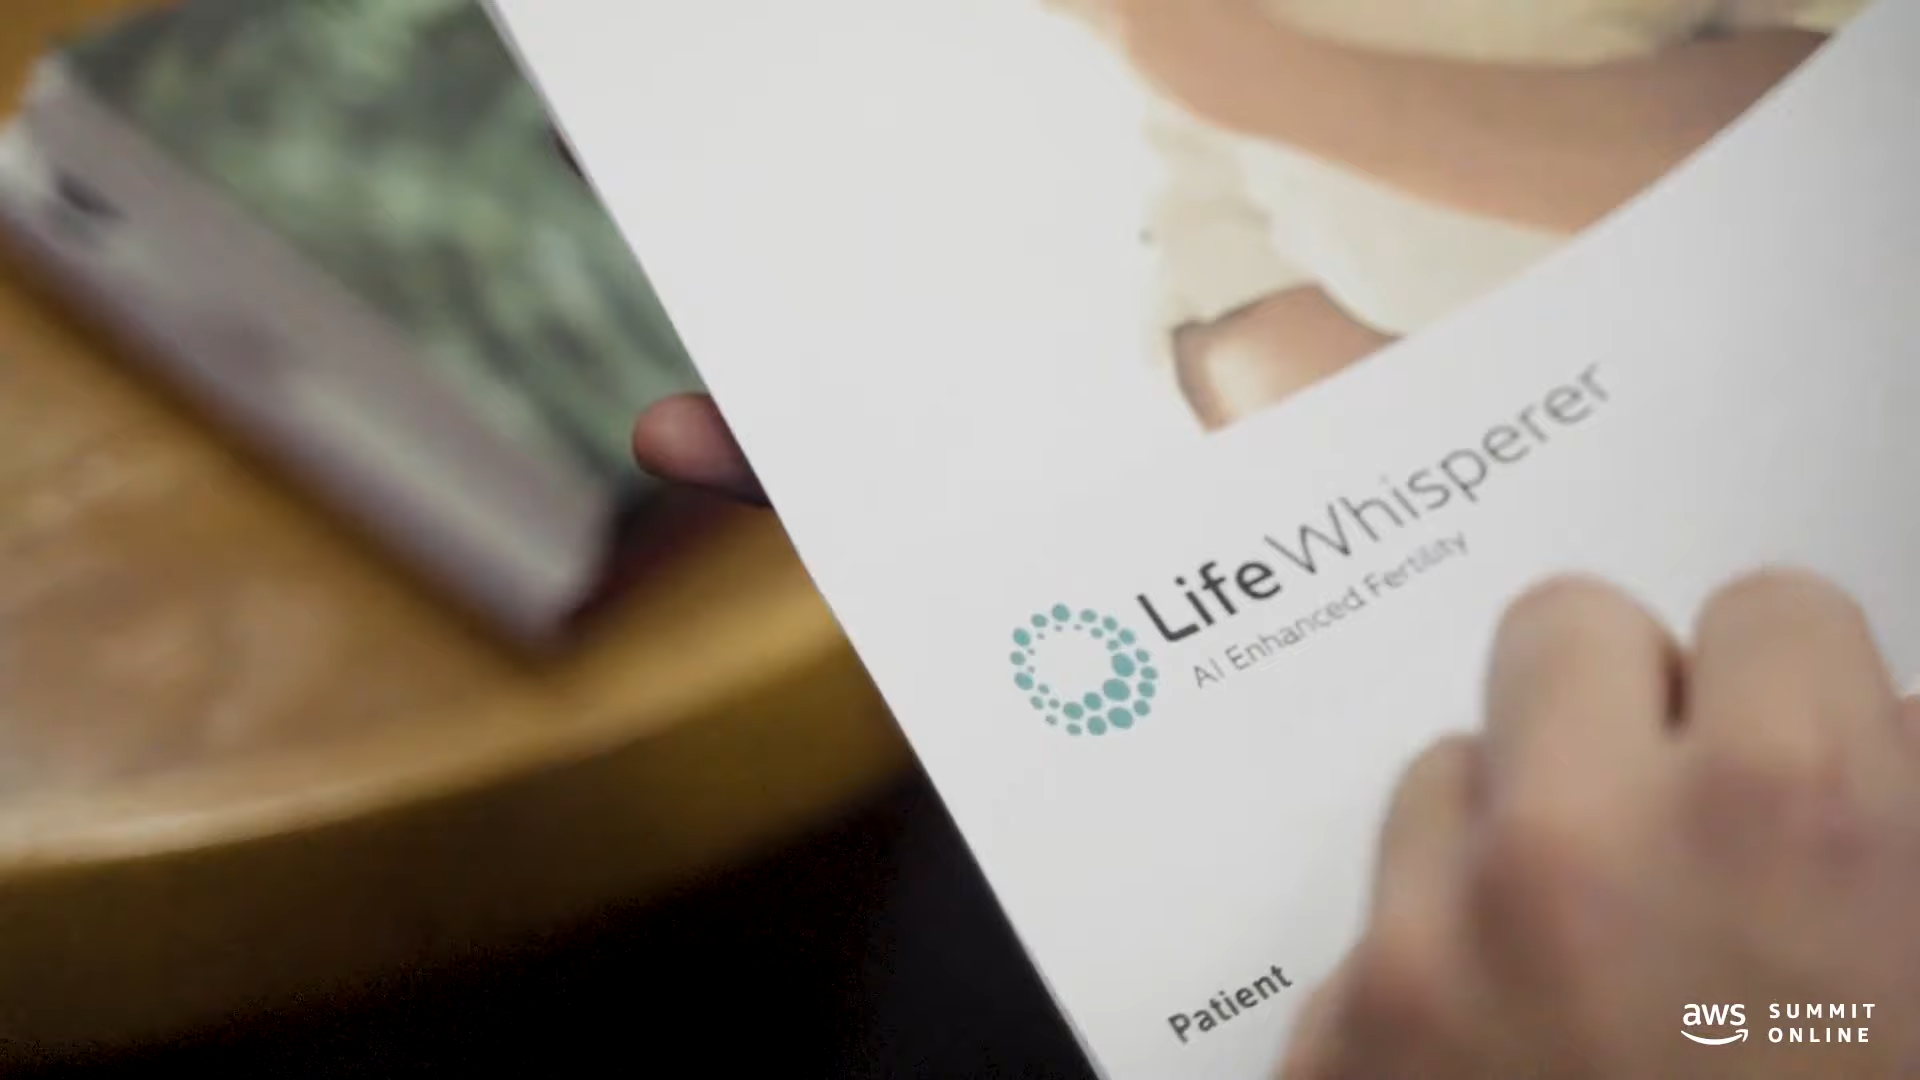 LifeWhisperer
AI Enhanced Fertility
Patient
aws SUMMIT
ONLINE